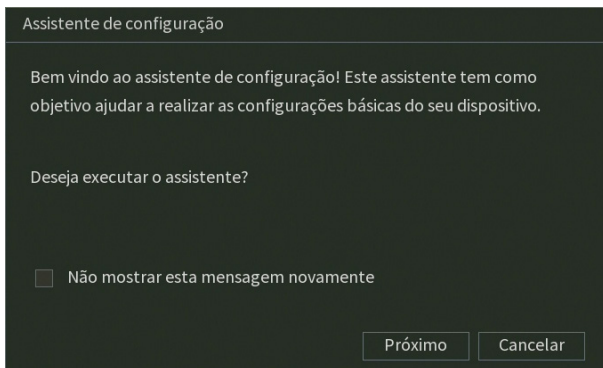 Assistente de configuração
Bem vindo ao assistente de configuração! Este assistente tem como
objetivo ajudar a realizar as configurações básicas do seu dispositivo.
Deseja executar o assistente?
Não mostrar esta mensagem novamente
Próximo Cancelar